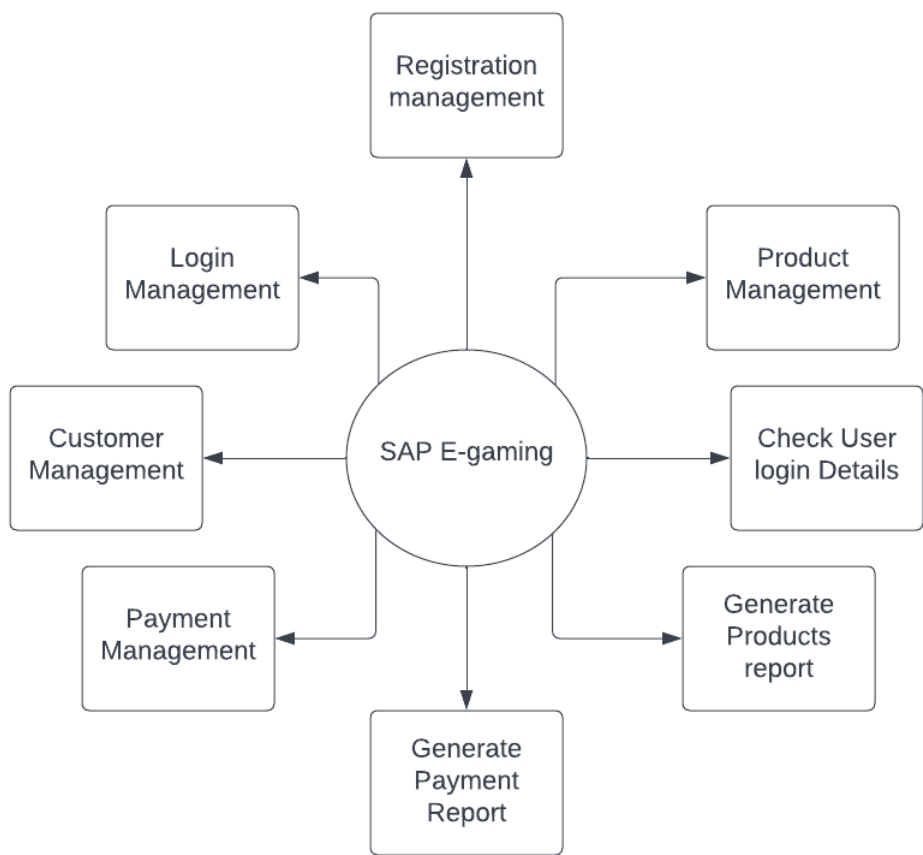 Registration
management
Login
Management
Product
Management
Customer
Management
SAP E-gaming
Check User
login Details
Payment
Management
Generate
Products
report
Generate
Payment
Report